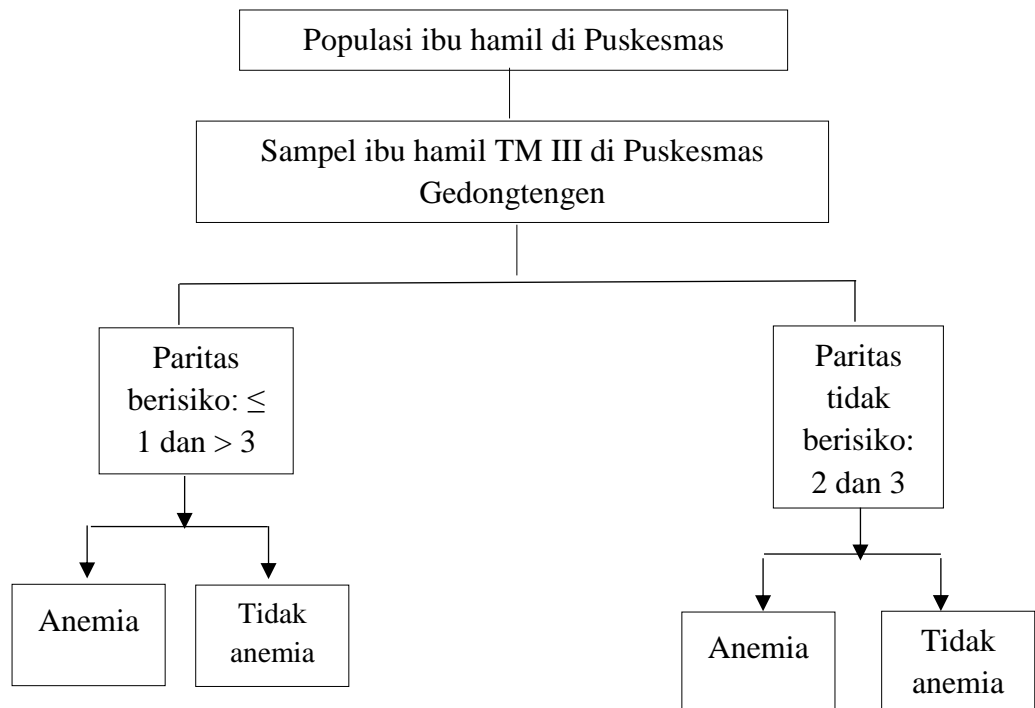 Populasi ibu hamil di Puskesmas
Sampel ibu hamil TM III di Puskesmas
Gedongtengen
Paritas
berisiko: ≤
1 dan > 3
Paritas
tidak
berisiko:
2 dan 3
Anemia
Tidak
anemia
Anemia
Tidak
anemia